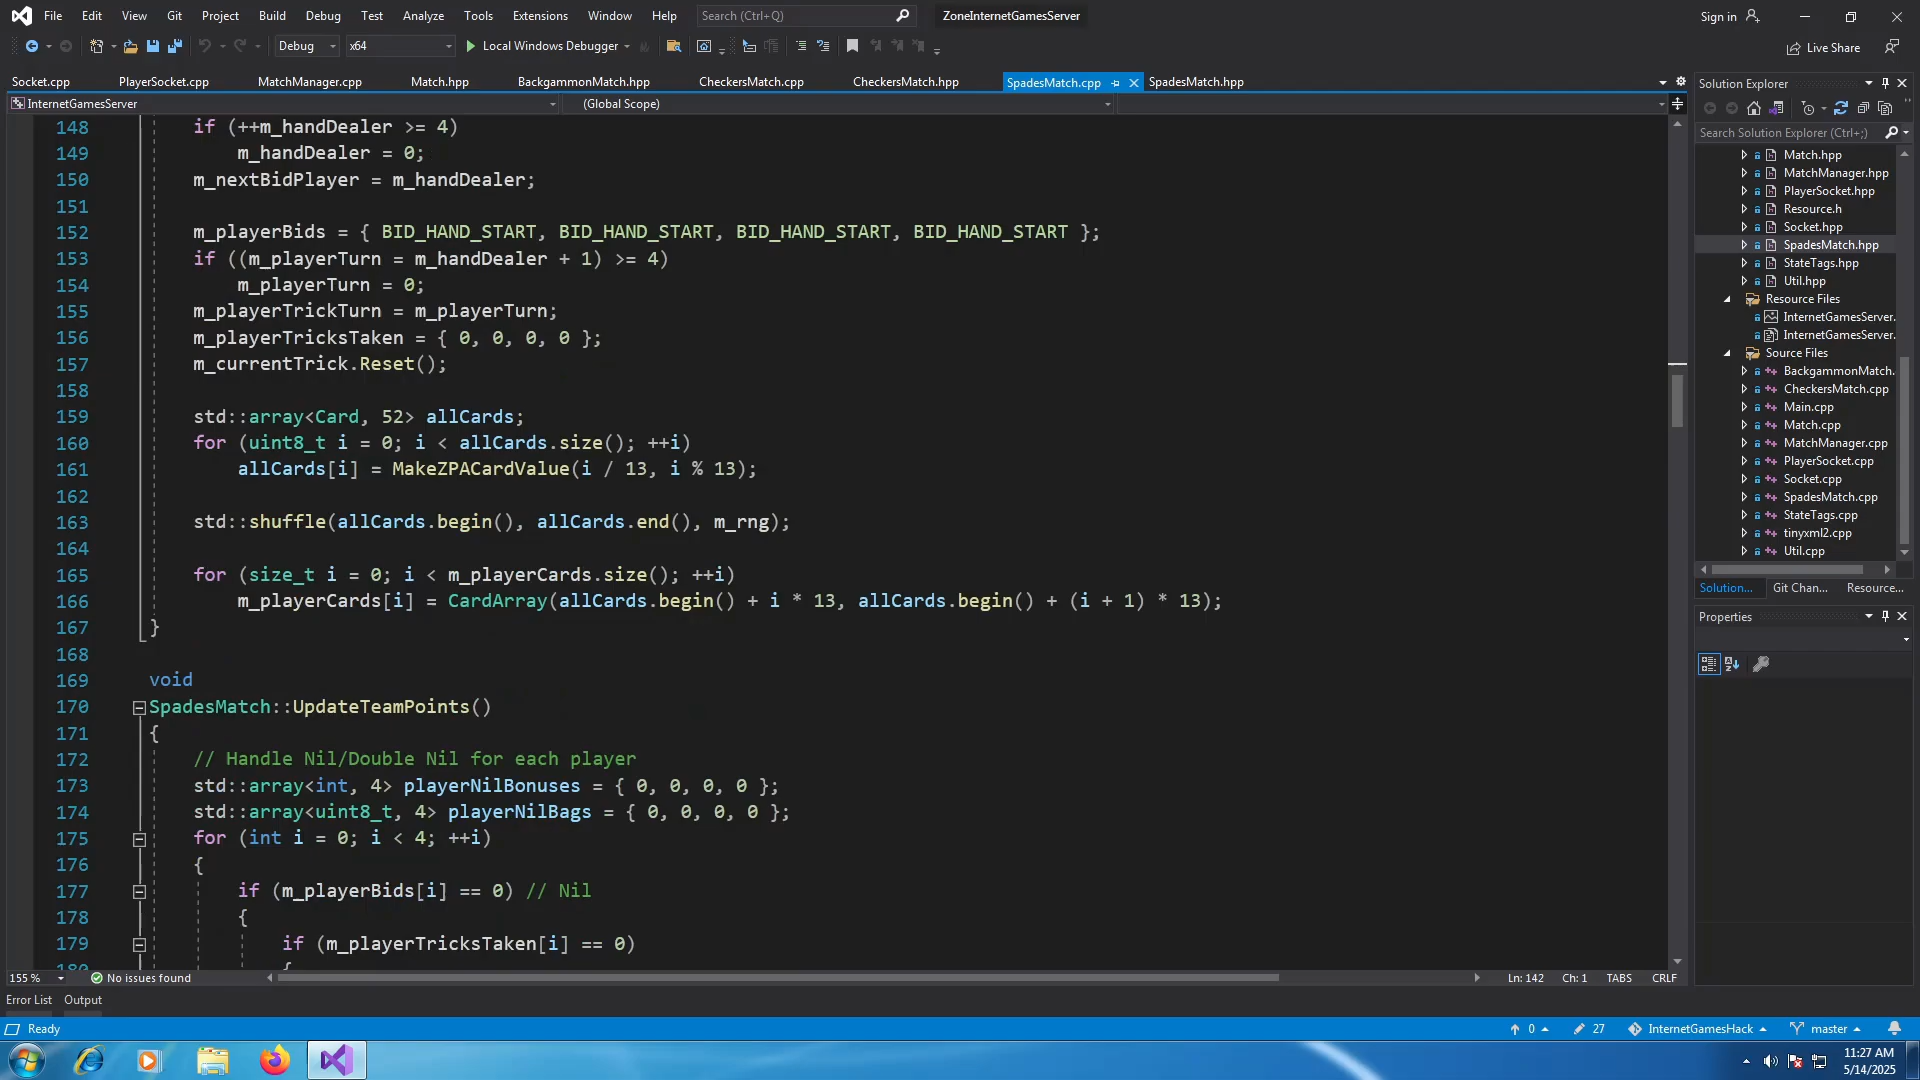 File Edit View Git Project Build Debug Test Analyze Tools Extensions Window Help Search (Ctrl+Q) ZoneInternetGamesServer Sign in
Debug x64 Local Windows Debugger Live Share
Socket.cpp PlayerSocket.cpp MatchManager.cpp Match.hpp BackgammonMatch.hpp CheckersMatch.cpp CheckersMatch.hpp SpadesMatch.cpp SpadesMatch.hpp
InternetGamesServer (Global Scope)
148 if (++m_handDealer >= 4)
149 m_handDealer = 0;
150 m_nextBidPlayer = m_handDealer;
151
152 m_playerBids = { BID_HAND_START, BID_HAND_START, BID_HAND_START, BID_HAND_START };
153 if ((m_playerTurn = m_handDealer + 1) >= 4)
154 m_playerTurn = 0;
155 m_playerTrickTurn = m_playerTurn;
156 m_playerTricksTaken = { 0, 0, 0, 0 };
157 m_currentTrick.Reset();
158
159 std::array<Card, 52> allCards;
160 for (uint8_t i = 0; i < allCards.size(); ++i)
161 allCards[i] = MakeZPACardValue(i / 13, i % 13);
162
163 std::shuffle(allCards.begin(), allCards.end(), m_rng);
164
165 for (size_t i = 0; i < m_playerCards.size(); ++i)
166 m_playerCards[i] = CardArray(allCards.begin() + i * 13, allCards.begin() + (i + 1) * 13);
167 }
168
169 void
170 SpadesMatch::UpdateTeamPoints()
171 {
172 // Handle Nil/Double Nil for each player
173 std::array<int, 4> playerNilBonuses = { 0, 0, 0, 0 };
174 std::array<uint8_t, 4> playerNilBags = { 0, 0, 0, 0 };
175 for (int i = 0; i < 4; ++i)
176 {
177 if (m_playerBids[i] == 0) // Nil
178 {
179 if (m_playerTricksTaken[i] == 0)
180 {
155 % No issues found Ln: 142 Ch: 1 TABS CRLF
Error List Output
Solution Explorer
Search Solution Explorer (Ctrl+;)
Match.hpp
MatchManager.hpp
PlayerSocket.hpp
Resource.h
Socket.hpp
SpadesMatch.hpp
StateTags.hpp
Util.hpp
Resource Files
InternetGamesServer.
InternetGamesServer.
Source Files
BackgammonMatch.
CheckersMatch.cpp
Main.cpp
Match.cpp
MatchManager.cpp
PlayerSocket.cpp
Socket.cpp
SpadesMatch.cpp
StateTags.cpp
tinyxml2.cpp
Util.cpp
Solution... Git Chan... Resource...
Properties
Ready 0 27 InternetGamesHack master
11:27 AM
5/14/2025